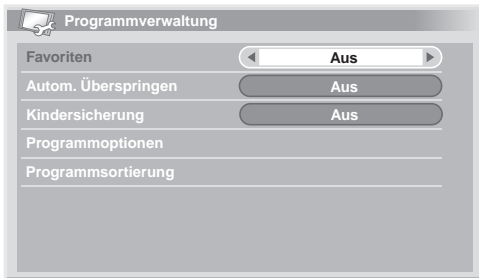 Programmverwaltung
Favoriten Aus
Autom. Überspringen Aus
Kindersicherung Aus
Programmoptionen
Programmsortierung